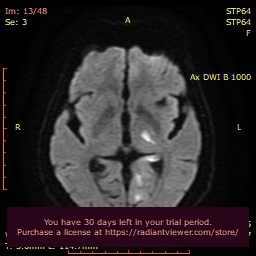 Im: 13/48 STP64
Se: 3 STP64
A F
Ax DWI B 1000
R L
You have 30 days left in your trial period.
Purchase a license at https://radiantviewer.com/store/